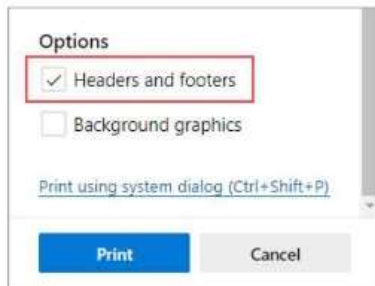 Options
Headers and footers
Background graphics
Print using system dialog (Ctrl+Shift+P)
Print Cancel